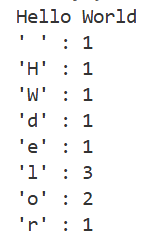 Hello World
' ' : 1
'H' : 1
'W' : 1
'd' : 1
'e' : 1
'l' : 3
'o' : 2
'r' : 1